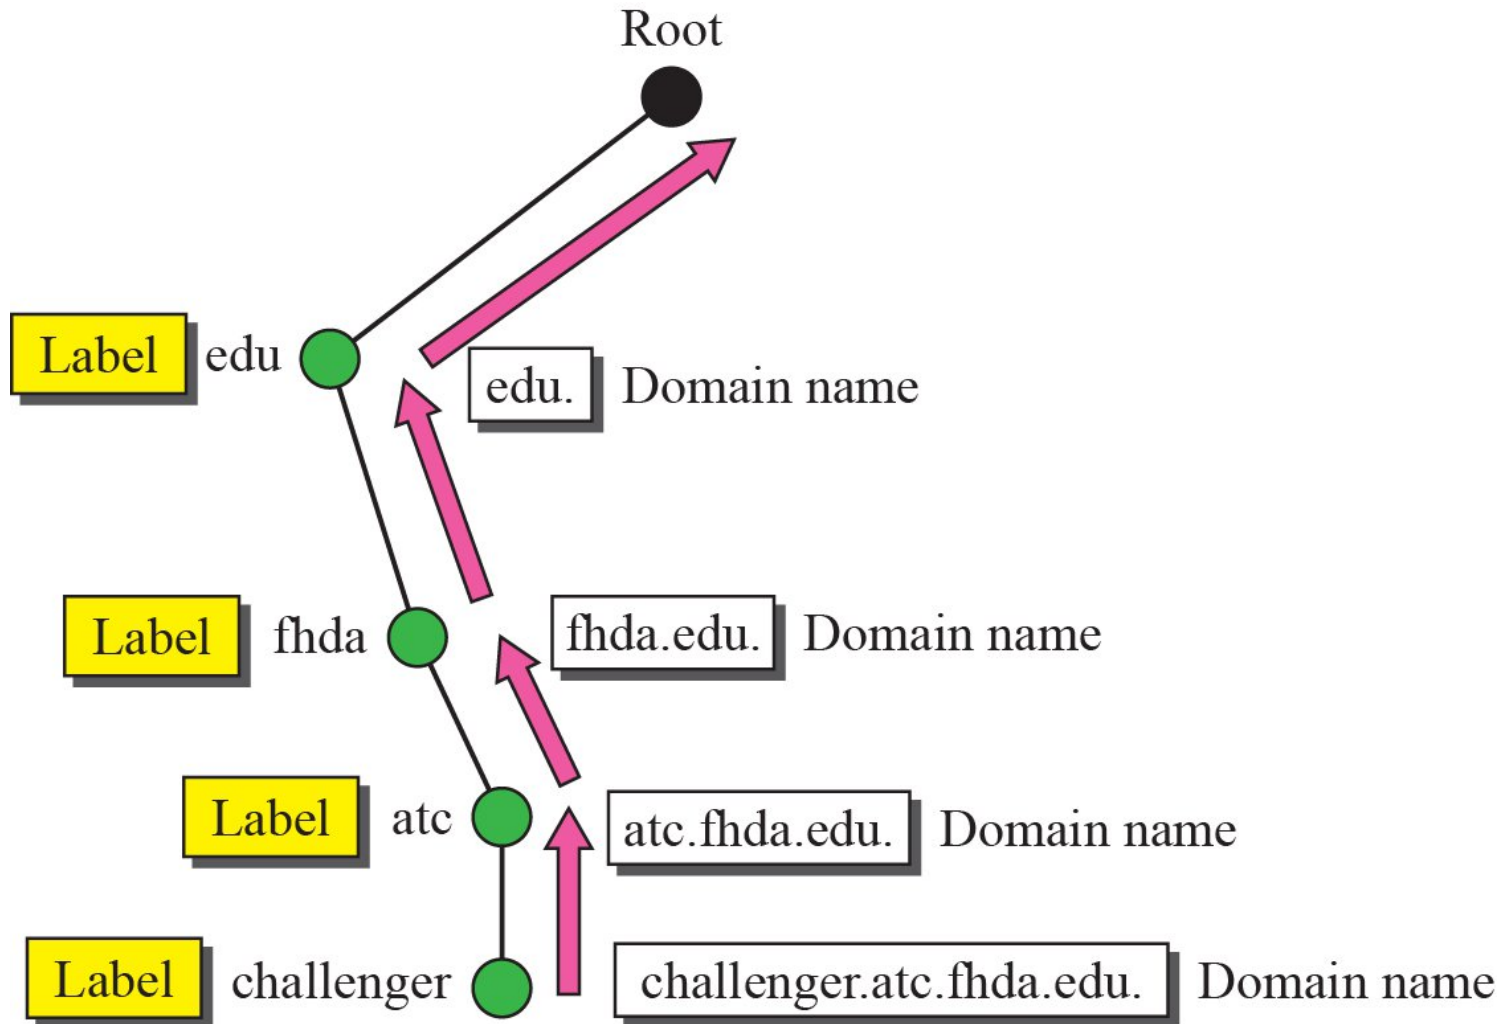 Root
Label edu
edu. Domain name
Label fhda
fhda.edu. Domain name
Label atc
atc.fhda.edu. Domain name
Label challenger
challenger.atc.fhda.edu. Domain name